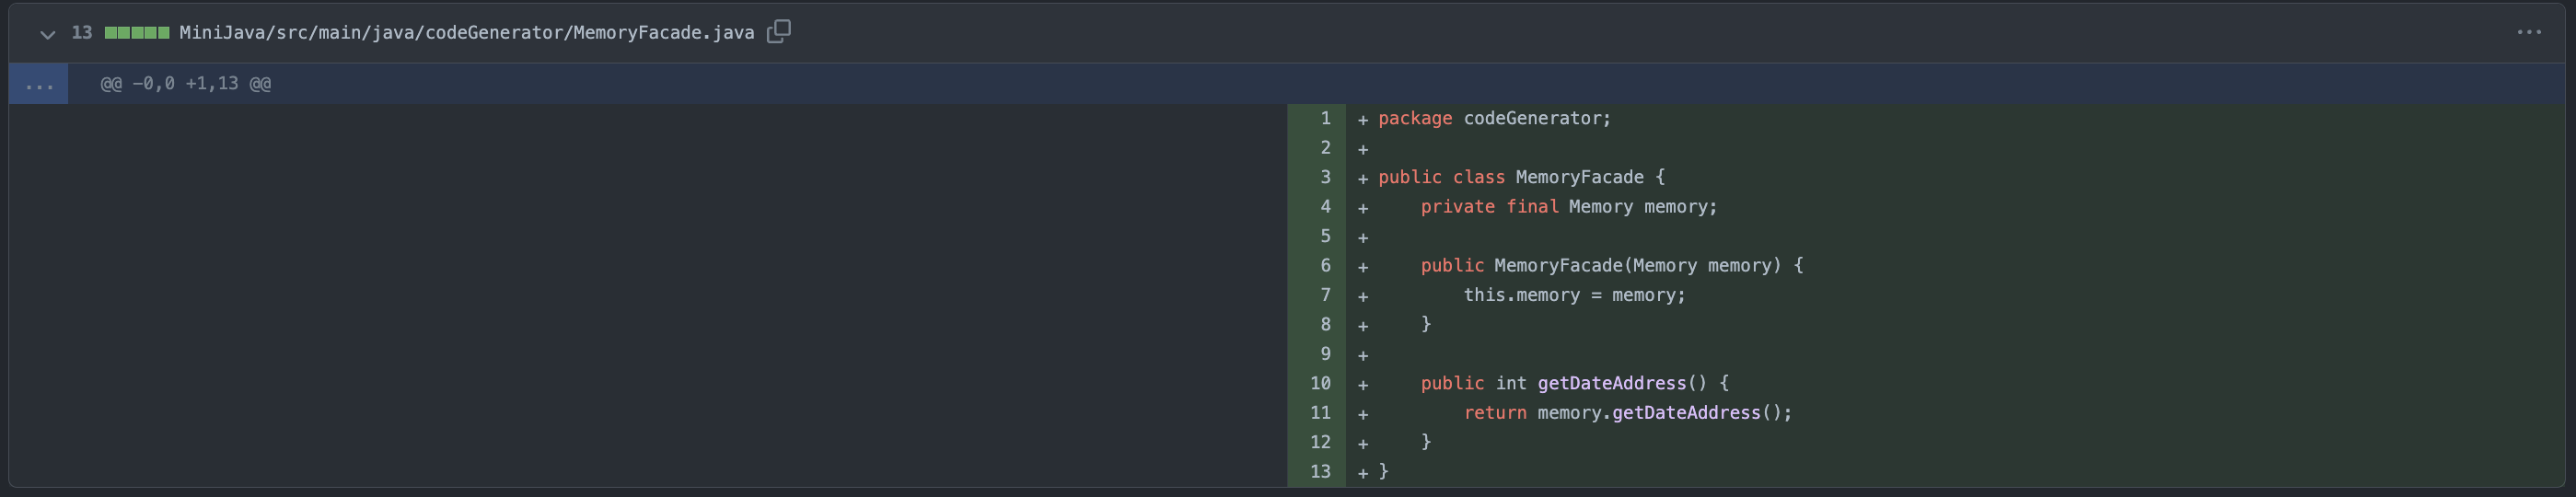 13 MiniJava/src/main/java/codeGenerator/MemoryFacade.java
... @@ -0,0 +1,13 @@
1 + package codeGenerator;
2 +
3 + public class MemoryFacade {
4 +     private final Memory memory;
5 +
6 +     public MemoryFacade(Memory memory) {
7 +         this.memory = memory;
8 +     }
9 +
10 +     public int getDateAddress() {
11 +         return memory.getDateAddress();
12 +     }
13 + }